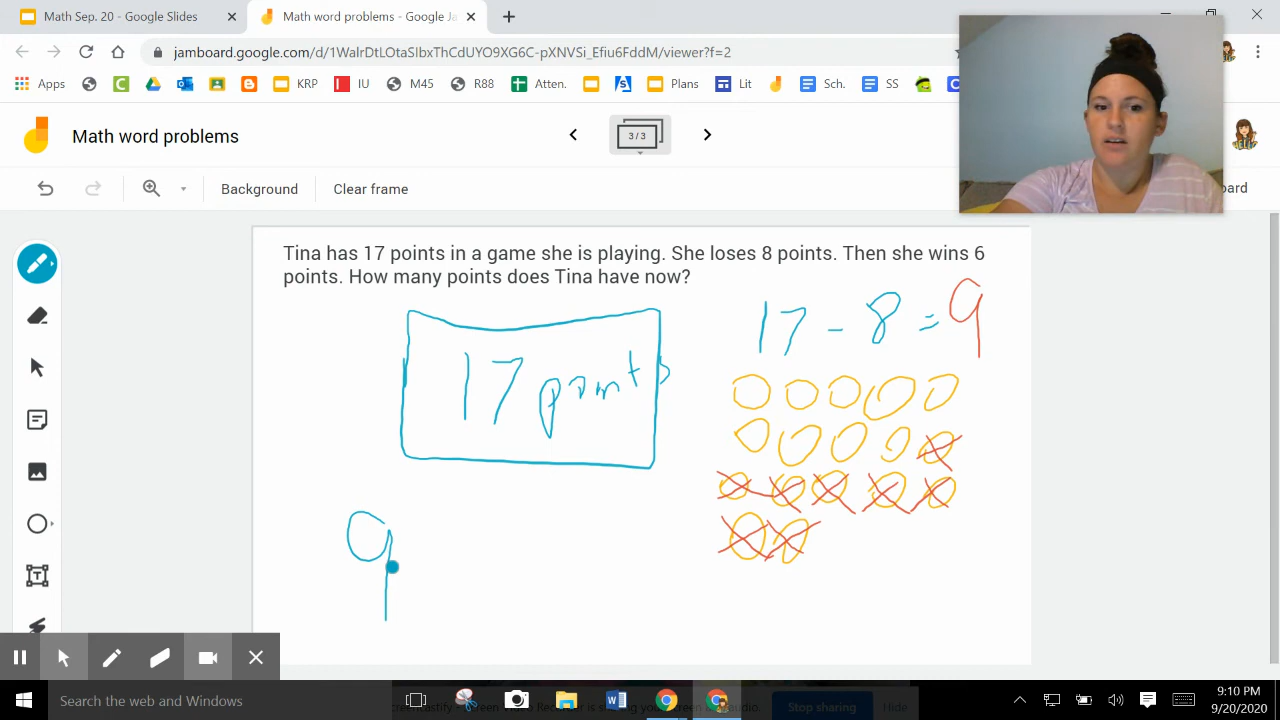 Math Sep. 20 - Google Slides
Math word problems - Google Ja
jamboard.google.com/d/1WalrDtLOtaSIbxThCdUYO9XG6C-pXNVSi_Efiu6FddM/viewer?f=2
Apps KRP IU M45 R88 Atten. Plans Lit Sch. SS
Math word problems
3 / 3
Background Clear frame
Tina has 17 points in a game she is playing. She loses 8 points. Then she wins 6
points. How many points does Tina have now?
17 points
17 - 8 = 9
9
Search the web and Windows
Stop sharing Hide
9:10 PM
9/20/2020